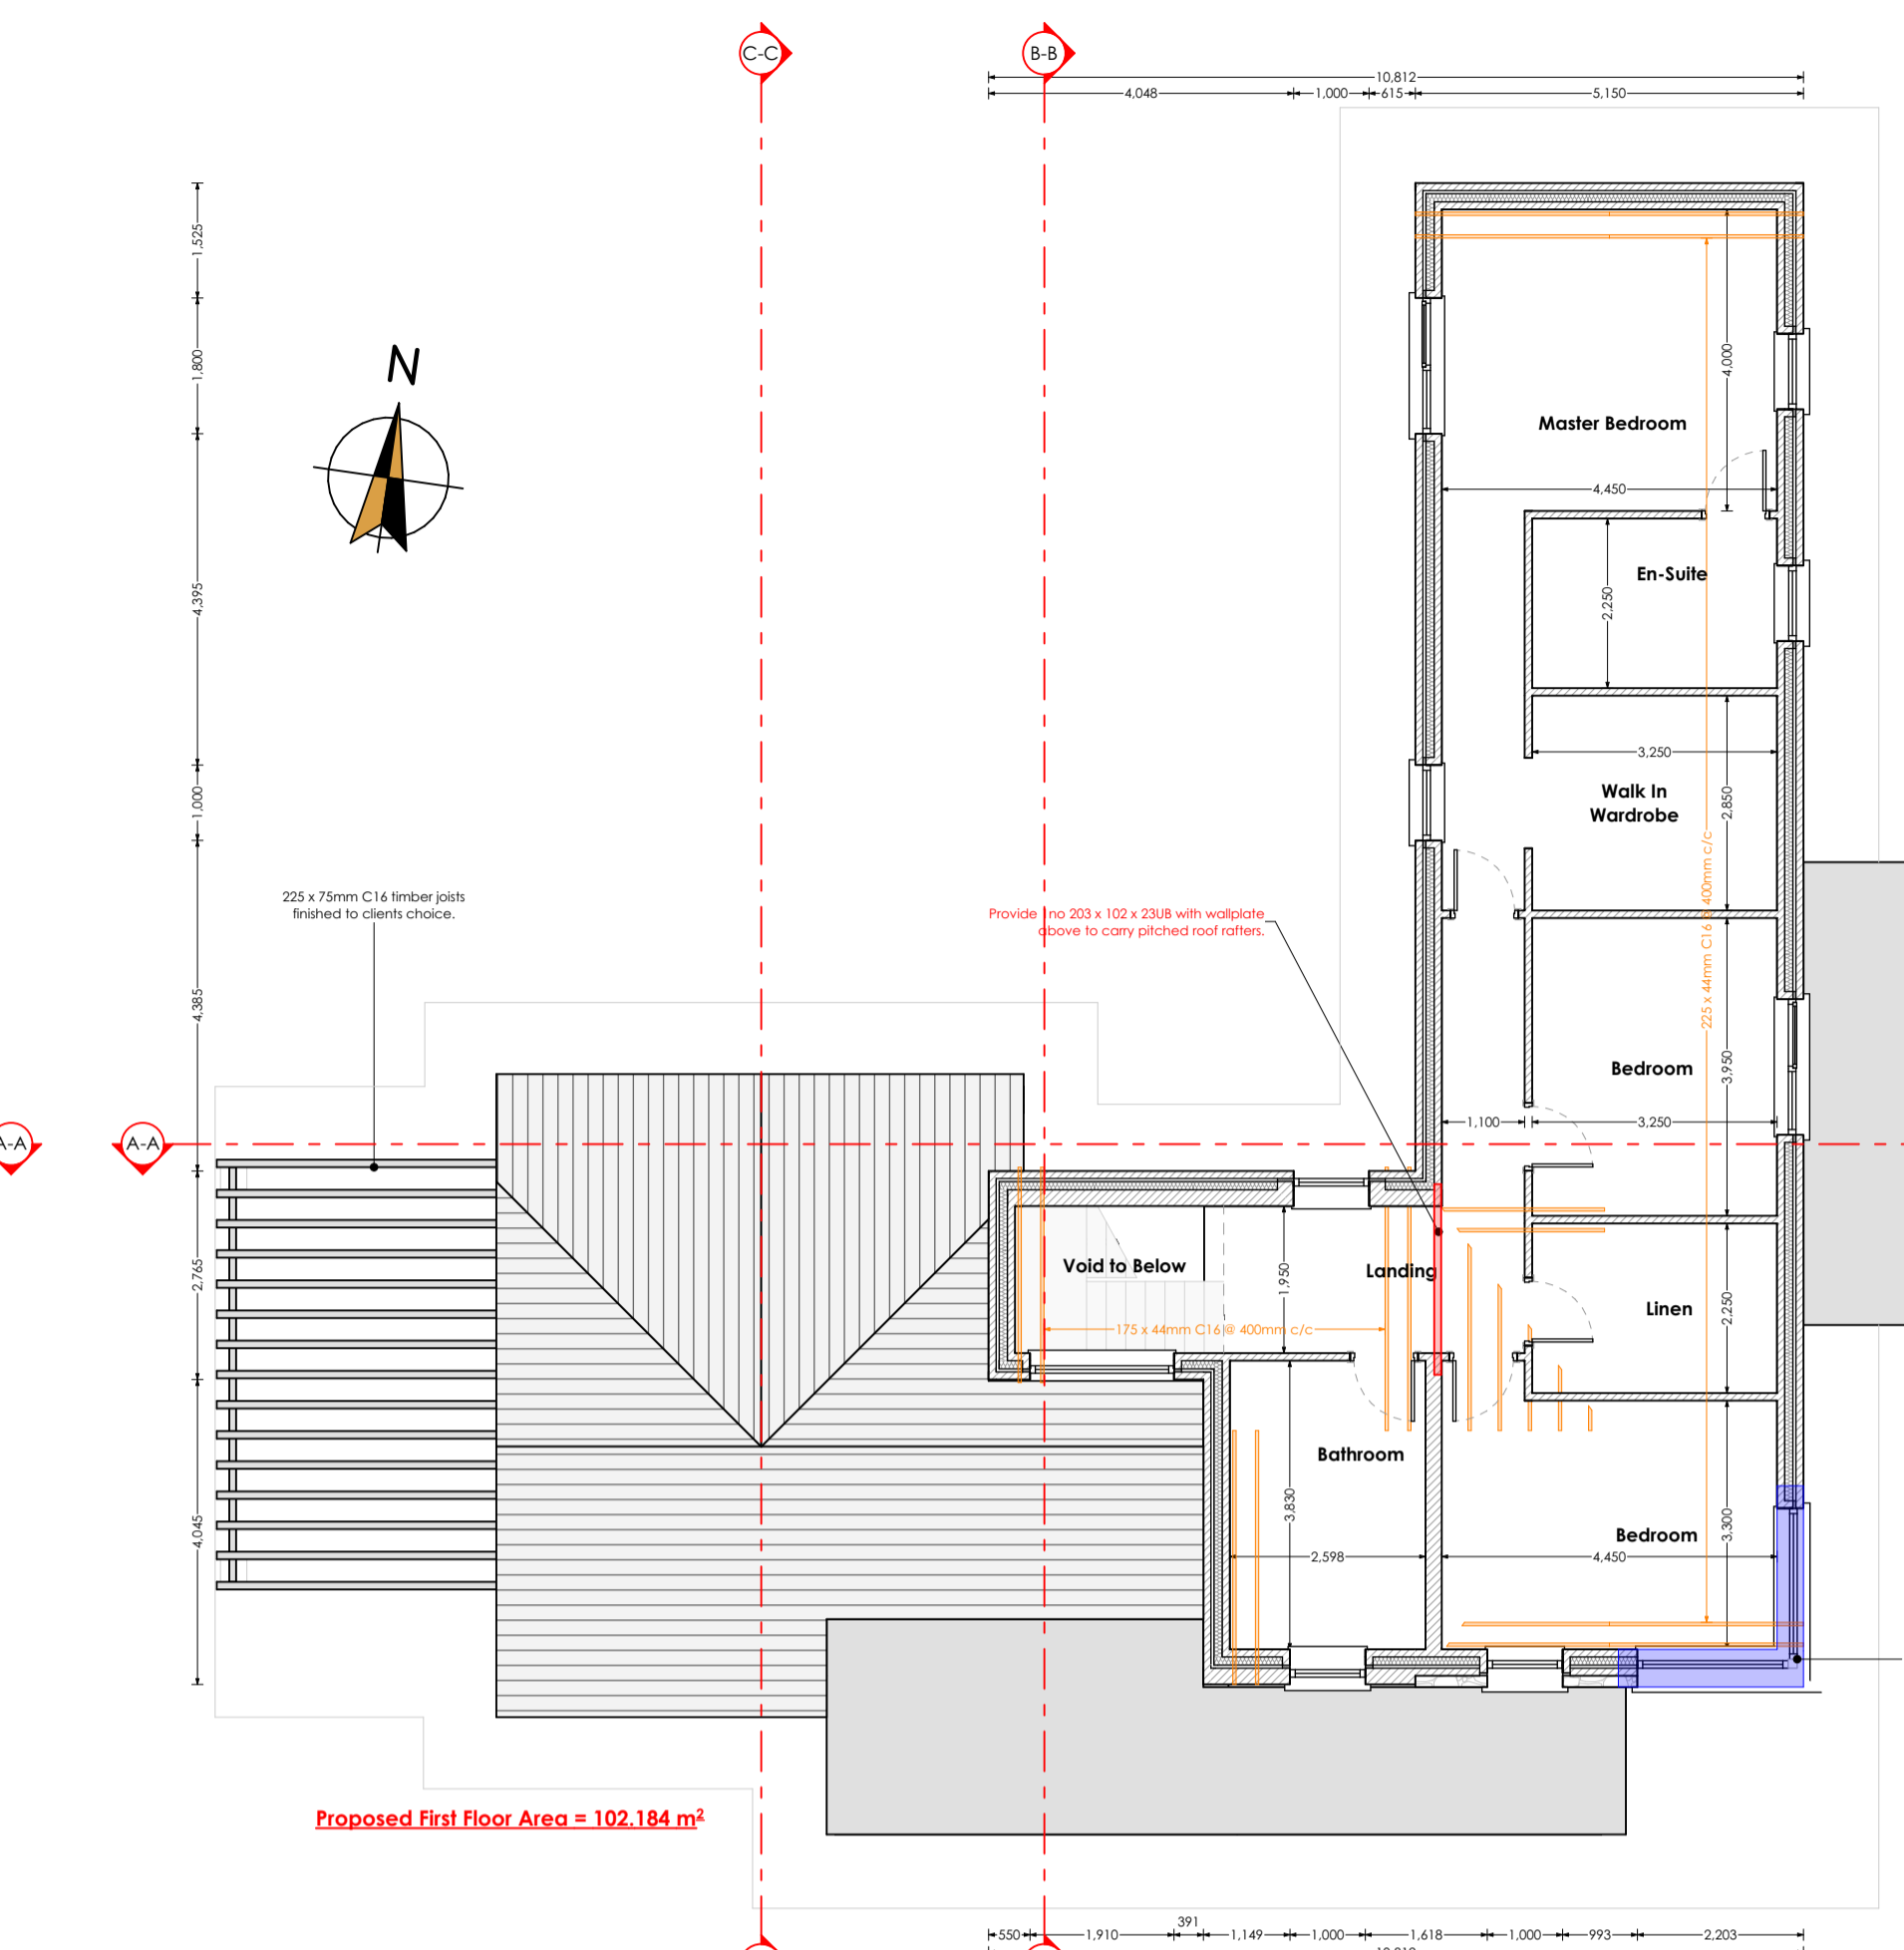 C-C
B-B
10,812
4,048
1,000
615
5,150
1,525
1,800
4,395
1,000
4,385
2,765
4,045
N
4,000
Master Bedroom
4,450
En-Suite
2,250
3,250
Walk In
Wardrobe
2,850
225 x 44mm C16 @ 400mm c/c
225 x 75mm C16 timber joists
finished to clients choice.
Provide 1no 203 x 102 x 23UB with wallplate
above to carry pitched roof rafters.
Bedroom
3,950
1,100
3,250
A-A
A-A
Void to Below
Landing
1,950
175 x 44mm C16 @ 400mm c/c
Linen
2,250
Bathroom
3,830
2,598
Bedroom
3,300
4,450
Proposed First Floor Area = 102.184 m²
550
1,910
391
1,149
1,000
1,618
1,000
993
2,203